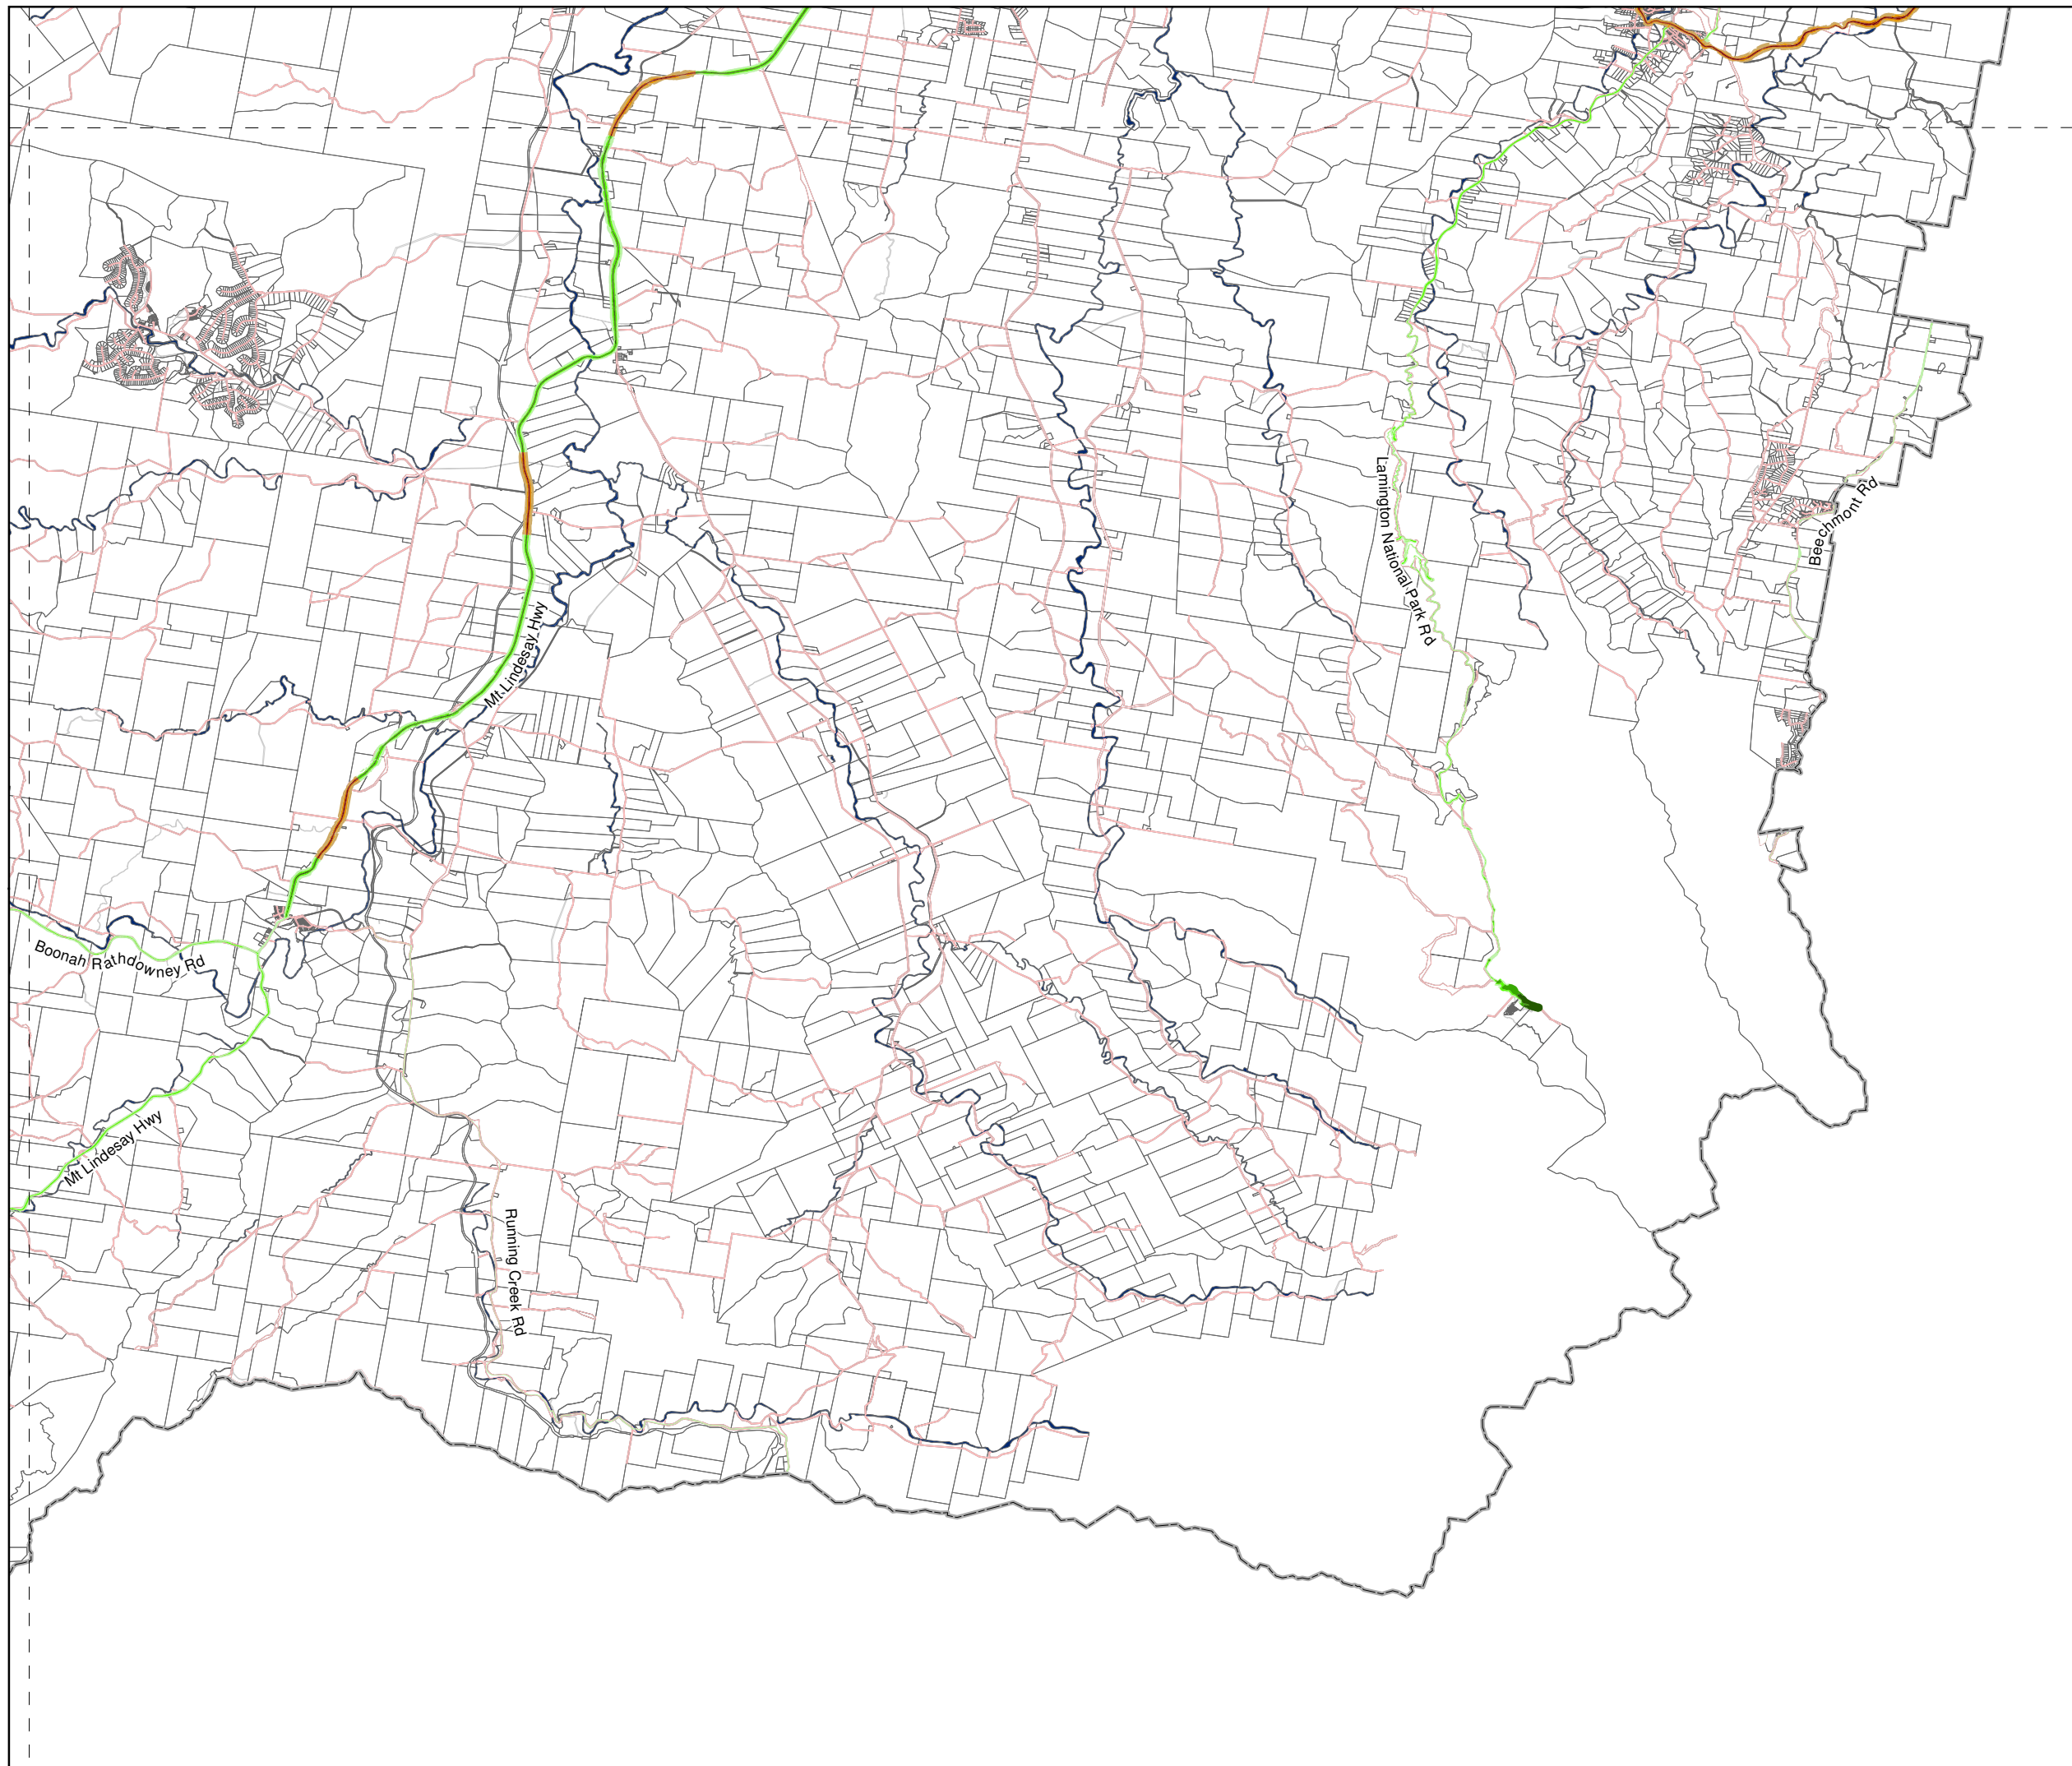 Lamington National Park Rd
Beechmont Rd
Mt Lindesay Hwy
Boonah Rathdowney Rd
Mt Lindesay Hwy
Running Creek Rd